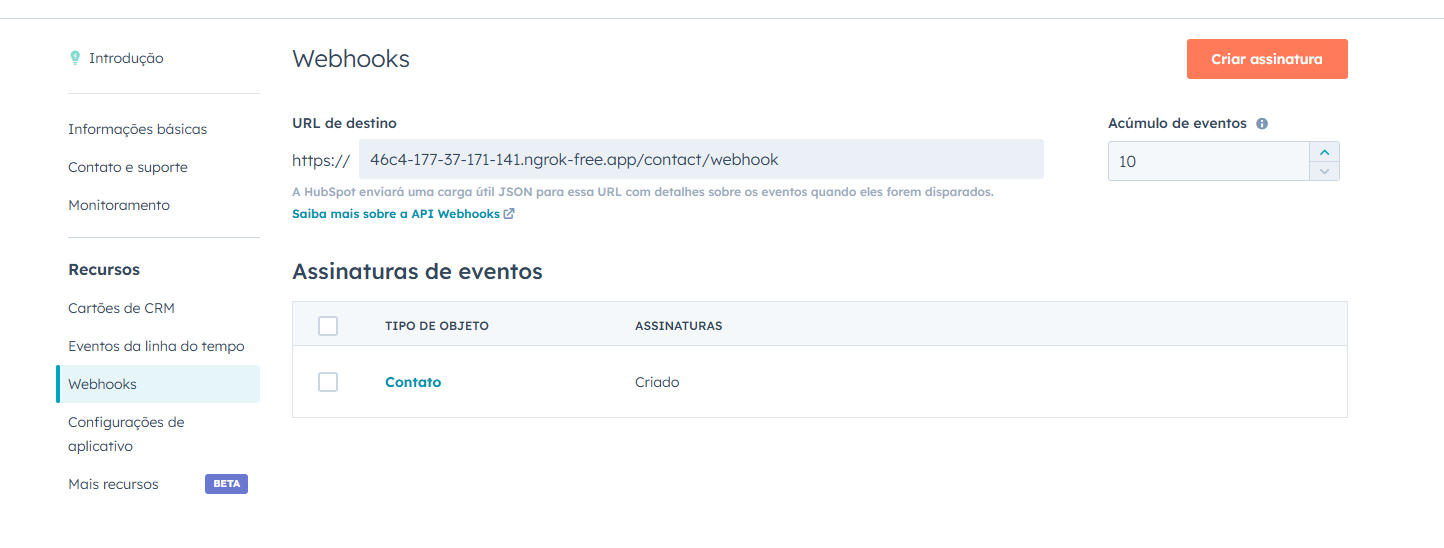 Introdução
Informações básicas
Contato e suporte
Monitoramento
Recursos
Cartões de CRM
Eventos da linha do tempo
Webhooks
Configurações de
aplicativo
Mais recursos BETA
Webhooks
Criar assinatura
URL de destino
https:// 46c4-177-37-171-141.ngrok-free.app/contact/webhook
A HubSpot enviará uma carga útil JSON para essa URL com detalhes sobre os eventos quando eles forem disparados.
Saiba mais sobre a API Webhooks
Acúmulo de eventos
10
Assinaturas de eventos
TIPO DE OBJETO ASSINATURAS
Contato Criado